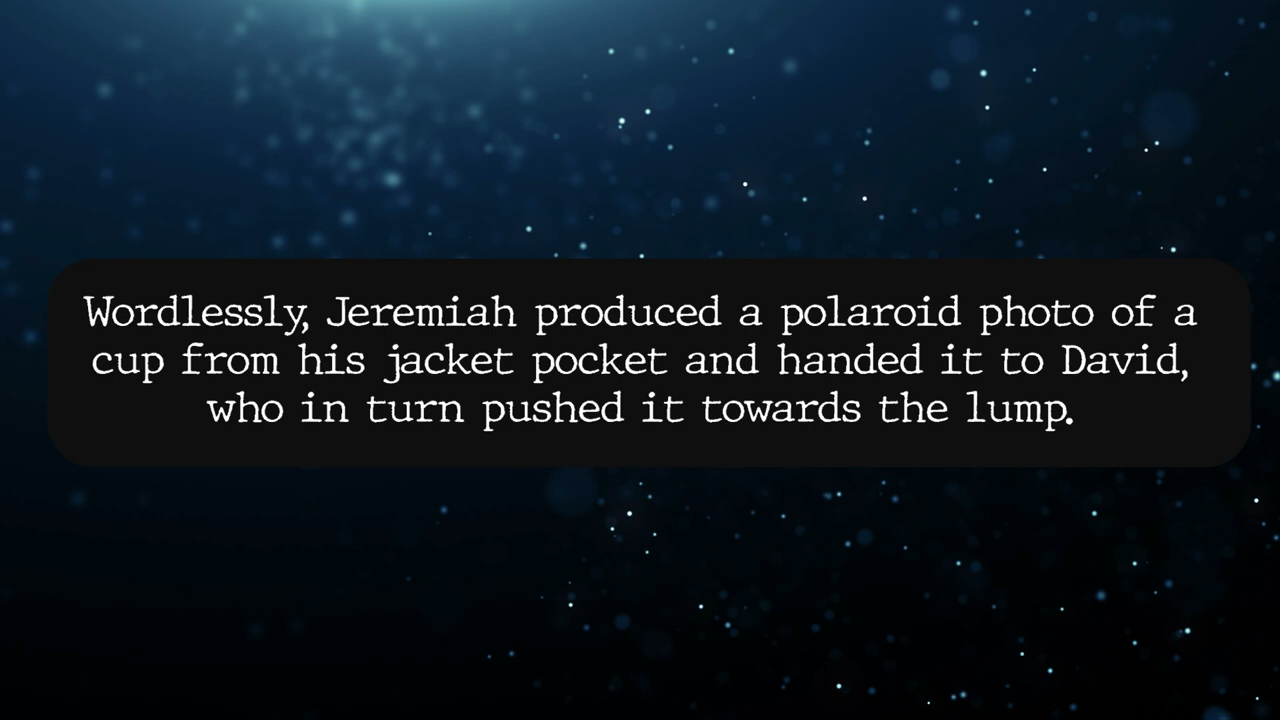 Wordlessly, Jeremiah produced a polaroid photo of a
cup from his jacket pocket and handed it to David,
who in turn pushed it towards the lump.